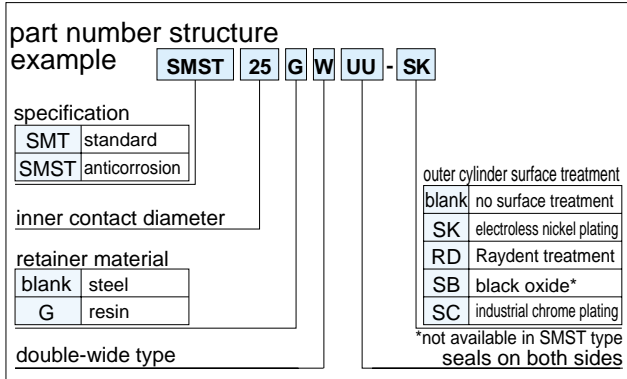 part number structure
example SMST 25 G W UU - SK
specification
SMT standard
SMST anticorrosion
inner contact diameter
retainer material
blank steel
G resin
double-wide type
outer cylinder surface treatment
blank no surface treatment
SK electroless nickel plating
RD Raydent treatment
SB black oxide*
SC industrial chrome plating
*not available in SMST type
seals on both sides